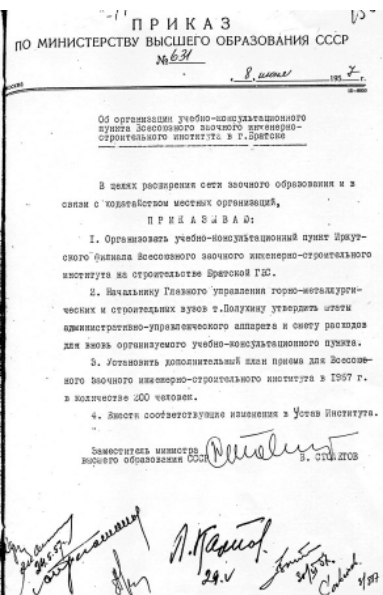 ПРИКАЗ
ПО МИНИСТЕРСТВУ ВЫСШЕГО ОБРАЗОВАНИЯ СССР
№ 631
8 июня 1957 г.
Об организации учебно-консультационного
пункта Всесоюзного заочного инженерно-
строительного института в г.Братске
В целях расширения сети заочного образования и в
связи с ходатайством местных организаций,
ПРИКАЗЫВАЮ:
1. Организовать учебно-консультационный пункт Иркут-
ского филиала Всесоюзного заочного инженерно-строительного
института на строительстве Братской ГЭС.
2. Начальнику Главного управления горно-металлурги-
ческих и строительных вузов т.Полухину утвердить штаты
административно-управленческого аппарата и смету расходов
для вновь организуемого учебно-консультационного пункта.
3. Установить дополнительный план приема для Всесоюз-
ного заочного инженерно-строительного института в 1957 г.
в количестве 200 человек.
4. Внести соответствующие изменения в Устав Института.
Заместитель министра
высшего образования СССР В. СТОЛЕТОВ
29.V